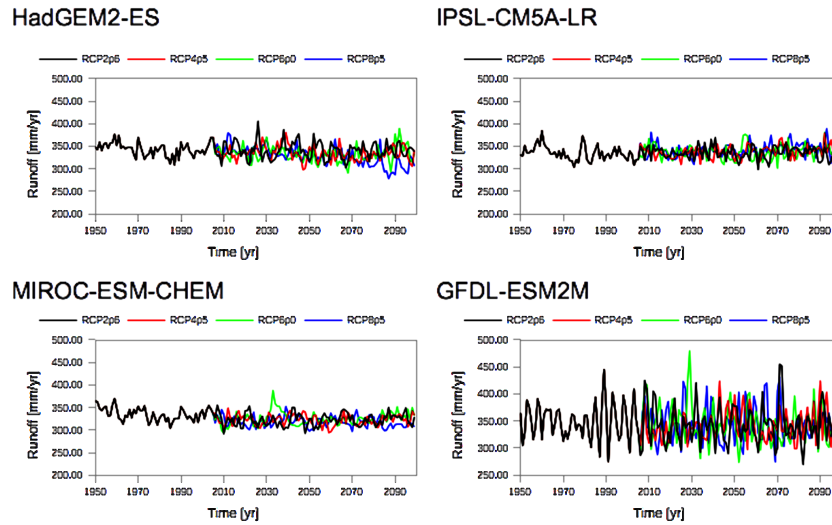 HadGEM2-ES
RCP2p6 RCP4p5 RCP6p0 RCP8p5
500.00
450.00
400.00
350.00
300.00
250.00
200.00
Runoff [mm/yr]
1950 1970 1990 2010 2030 2050 2070 2090
Time [yr]
IPSL-CM5A-LR
RCP2p6 RCP4p5 RCP6p0 RCP8p5
500.00
450.00
400.00
350.00
300.00
250.00
200.00
Runoff [mm/yr]
1950 1970 1990 2010 2030 2050 2070 2090
Time [yr]
MIROC-ESM-CHEM
RCP2p6 RCP4p5 RCP6p0 RCP8p5
500.00
450.00
400.00
350.00
300.00
250.00
200.00
Runoff [mm/yr]
1950 1970 1990 2010 2030 2050 2070 2090
Time [yr]
GFDL-ESM2M
RCP2p6 RCP4p5 RCP6p0 RCP8p5
500.00
450.00
400.00
350.00
300.00
250.00
Runoff [mm/yr]
1950 1970 1990 2010 2030 2050 2070 2090
Time [yr]